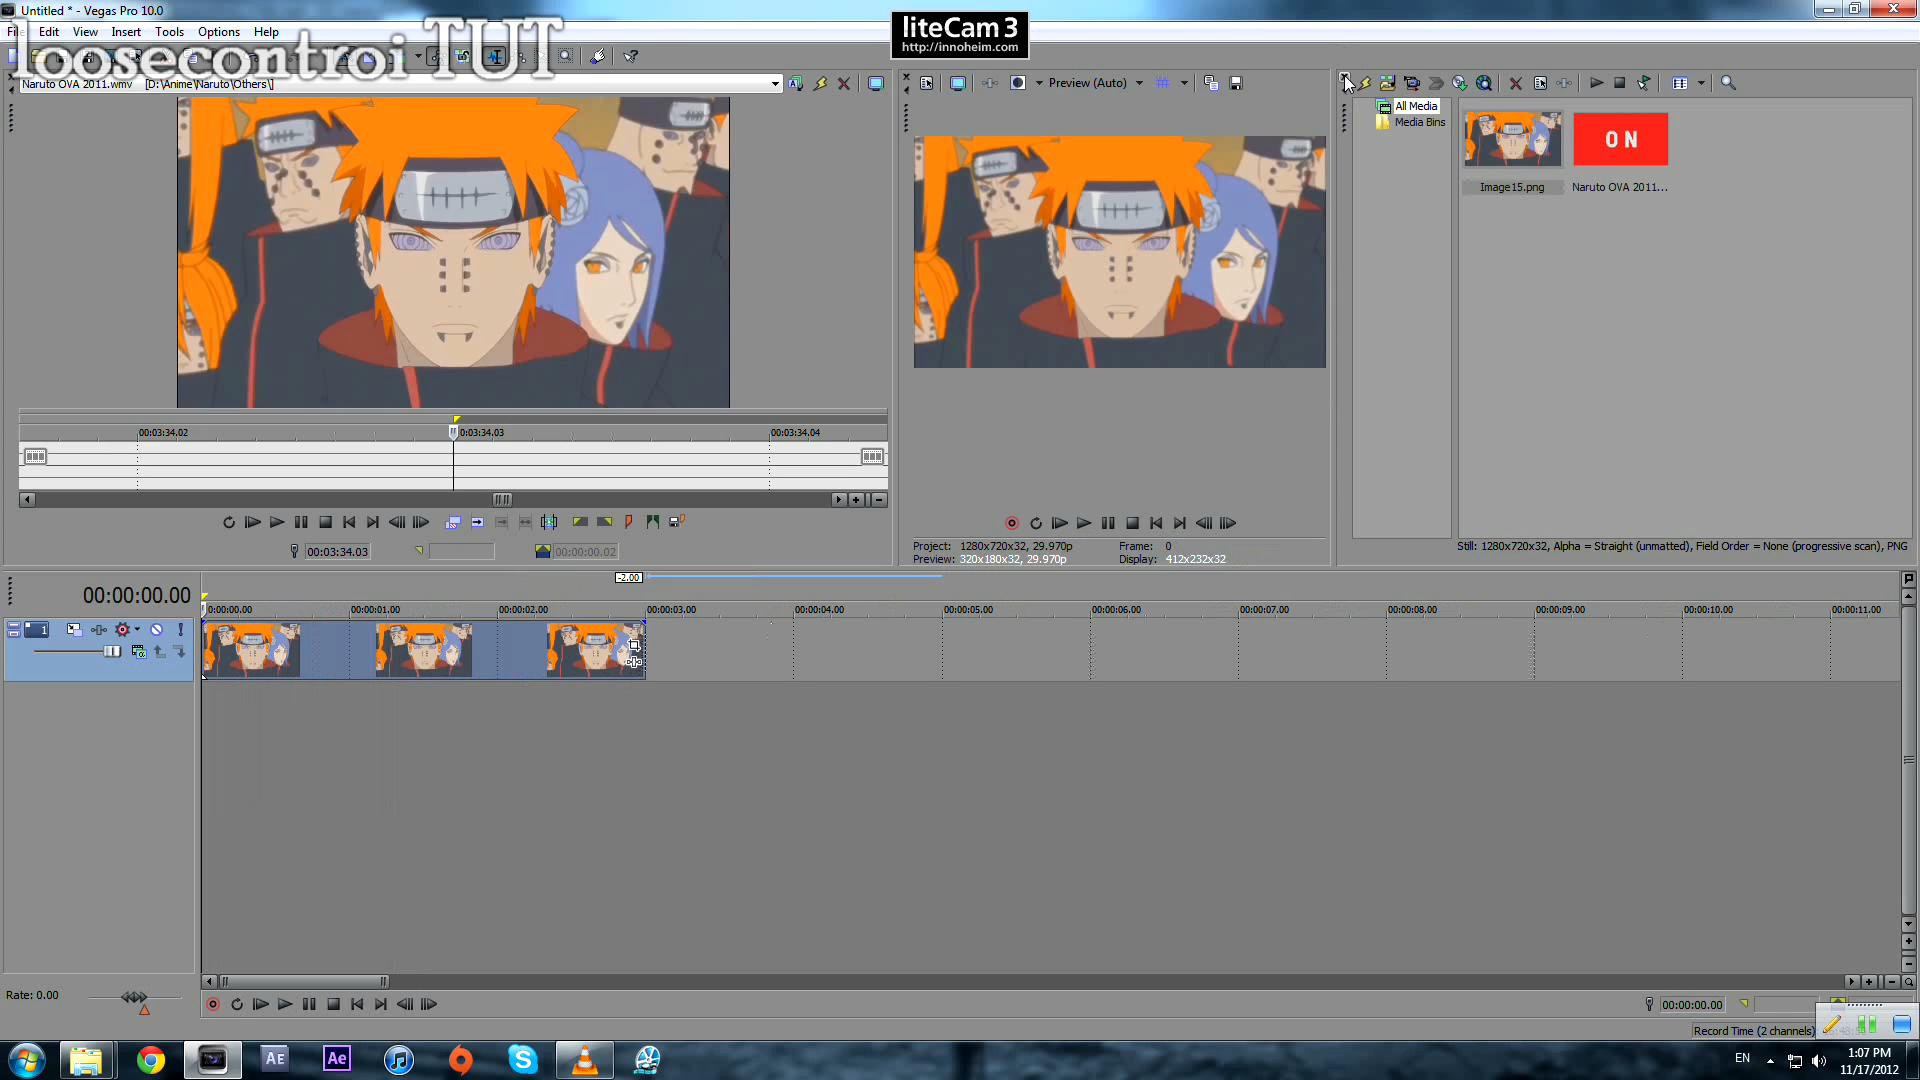 Untitled * - Vegas Pro 10.0
Edit View Insert Tools Options Help
loosecontrol TUT
liteCam 3
http://innoheim.com
Naruto OVA 2011.wmv [D:\Anime\Naruto\Others\]
Preview (Auto)
All Media
Media Bins
ON
Image15.png
Naruto OVA 2011...
00:03:34.02
00:03:34.03
00:03:34.04
00:03:34.03
00:00:00.02
Project: 1280x720x32, 29.970p
Frame: 0
Preview: 320x180x32, 29.970p
Display: 412x232x32
Still: 1280x720x32, Alpha = Straight (unmatted), Field Order = None (progressive scan), PNG
-2.00
00:00:00.00
0:00:00.00
00:00:01.00
00:00:02.00
00:00:03.00
00:00:04.00
00:00:05.00
00:00:06.00
00:00:07.00
00:00:08.00
00:00:09.00
00:00:10.00
00:00:11.00
1
Rate: 0.00
00:00:00.00
Record Time (2 channels)
AE
Ae
EN
1:07 PM
11/17/2012